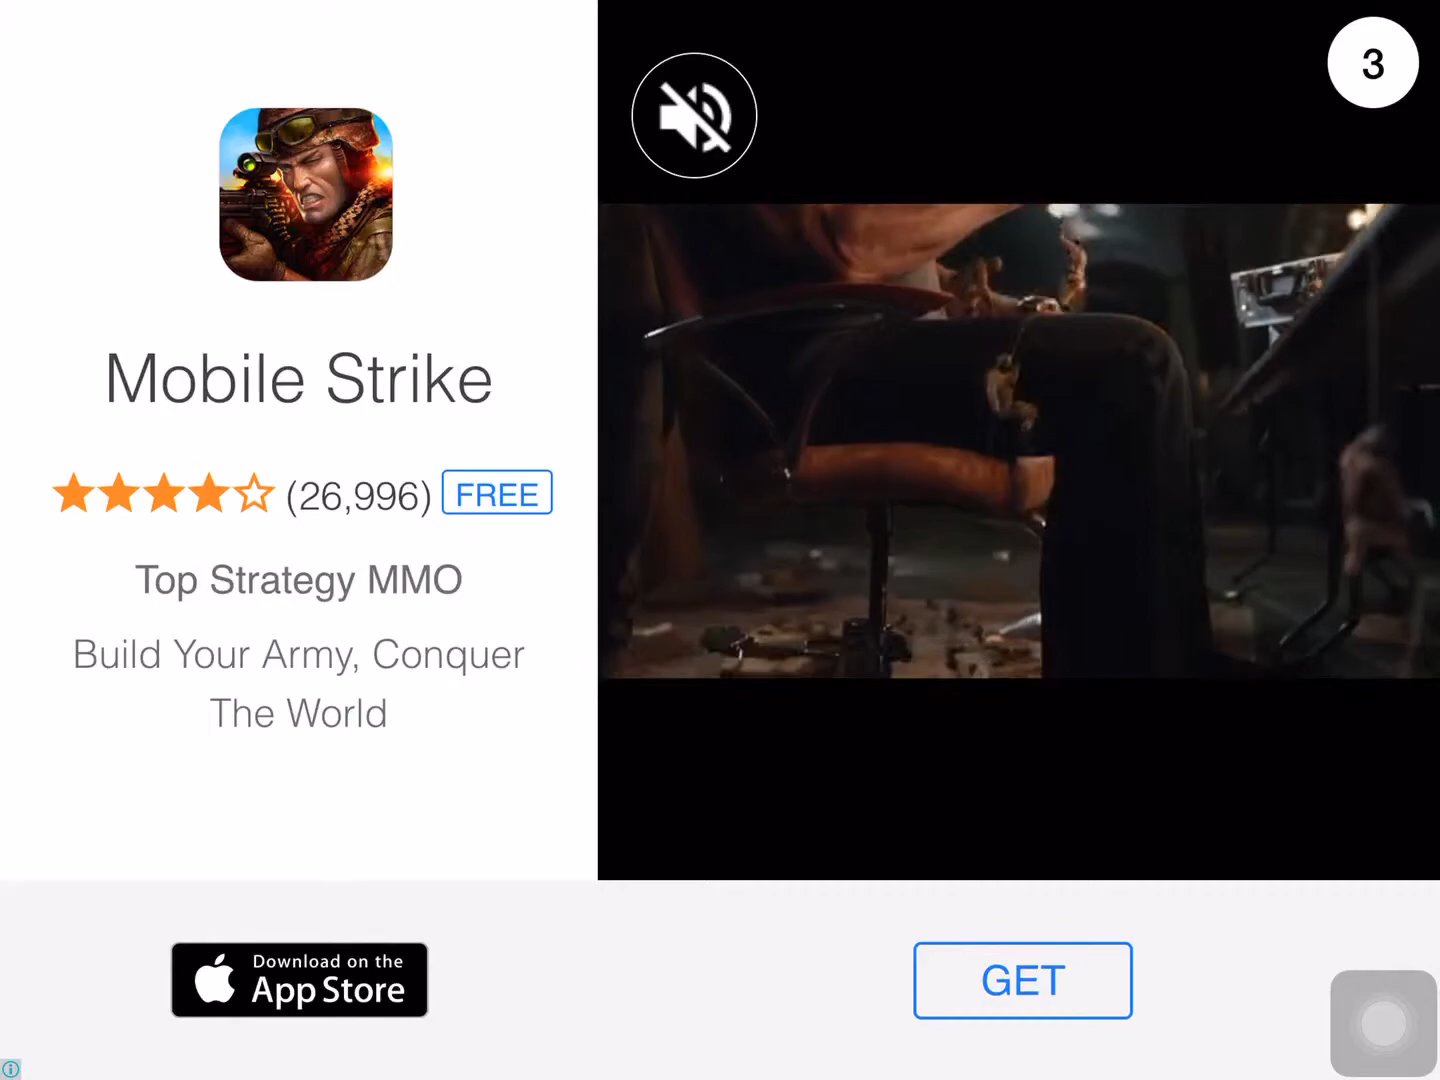 3
Mobile Strike
(26,996) FREE
Top Strategy MMO
Build Your Army, Conquer
The World
Download on the
App Store
GET